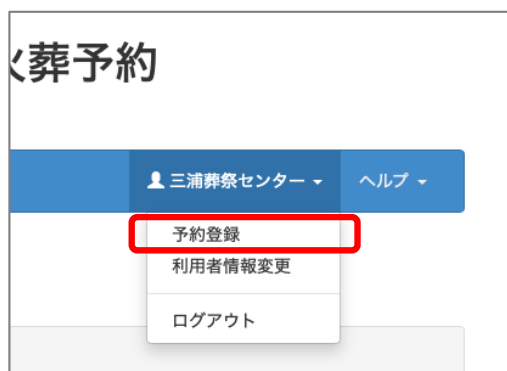 火葬予約
三浦葬祭センター ヘルプ
予約登録
利用者情報変更
ログアウト